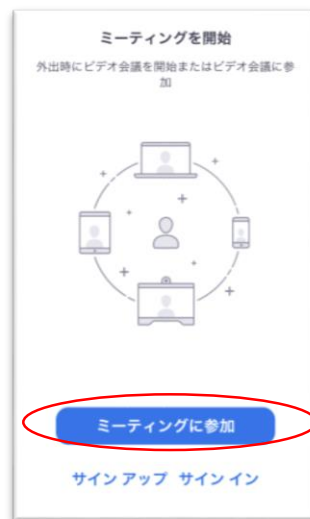 ミーティングを開始
外出時にビデオ会議を開始またはビデオ会議に参
加
ミーティングに参加
サイン アップ サイン イン